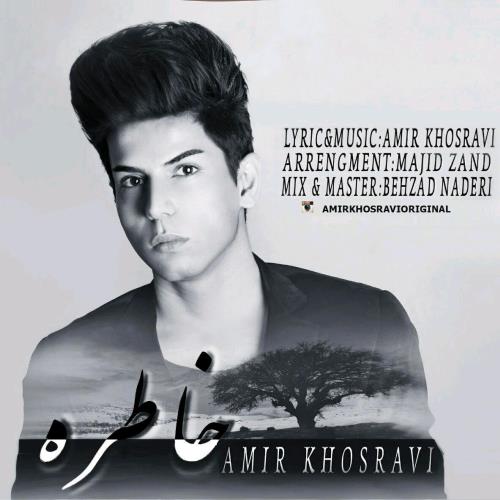 LYRIC&MUSIC:AMIR KHOSRAVI
ARRENGMENT:MAJID ZAND
MIX & MASTER:BEHZAD NADERI
AMIRKHOSRAVIORIGINAL
خاطره
AMIR KHOSRAVI